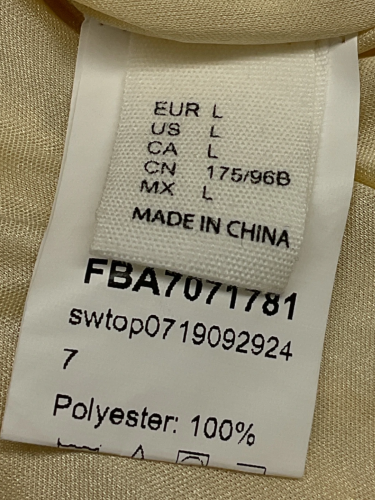 EUR L
US L
CA L
CN 175/96B
MX L
MADE IN CHINA
FBA7071781
swtop0719092924
7
Polyester: 100%